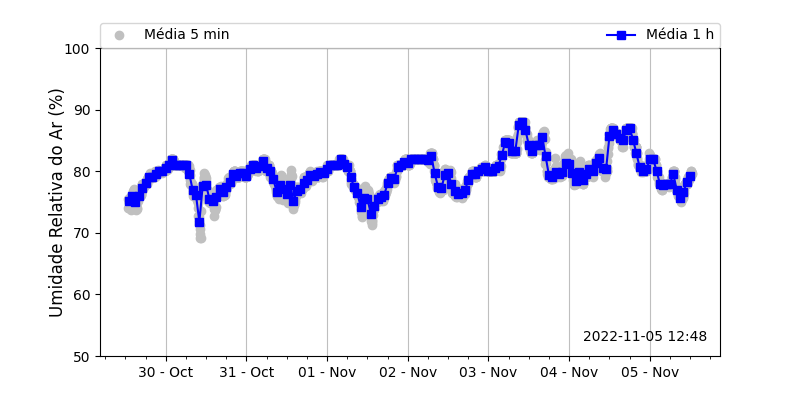 Média 5 min
Média 1 h
Umidade Relativa do Ar (%)
100
90
80
70
60
50
2022-11-05 12:48
30 - Oct
31 - Oct
01 - Nov
02 - Nov
03 - Nov
04 - Nov
05 - Nov